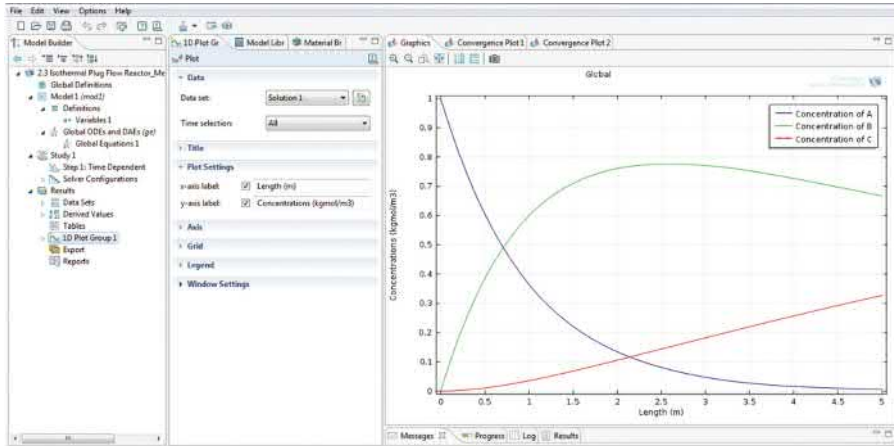 File Edit View Options Help
Model Builder
2.3 Isothermal Plug Flow Reactor_Me
Global Definitions
Model 1 (mod1)
Definitions
Variables 1
Global ODEs and DAEs (ge)
Global Equations 1
Study 1
Step 1: Time Dependent
Solver Configurations
Results
Data Sets
Derived Values
Tables
1D Plot Group 1
Export
Reports
1D Plot Gr
Model Libr
Material Br
Plot
Data
Data set: Solution 1
Time selection: All
Title
Plot Settings
x-axis label: Length (m)
y-axis label: Concentrations (kgmol/m3)
Axis
Grid
Legend
Window Settings
Graphics
Convergence Plot 1
Convergence Plot 2
Global
Concentration of A
Concentration of B
Concentration of C
Concentrations (kgmol/m3)
1
0.9
0.8
0.7
0.6
0.5
0.4
0.3
0.2
0.1
0
0 0.5 1 1.5 2 2.5 3 3.5 4 4.5 5
Length (m)
Messages Progress Log Results